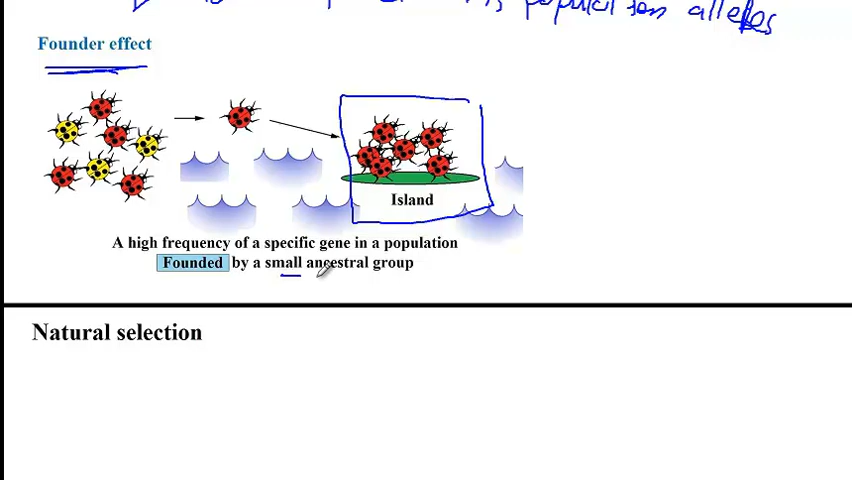 population alleles
Founder effect
Island
A high frequency of a specific gene in a population
Founded by a small ancestral group
Natural selection